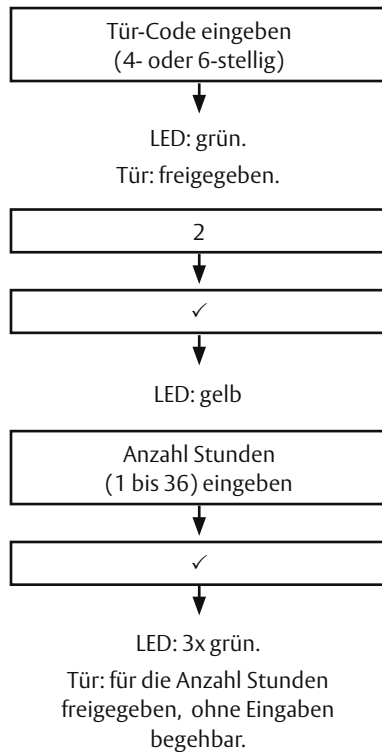 Tür-Code eingeben
(4- oder 6-stellig)
LED: grün.
Tür: freigegeben.
2
✓
LED: gelb
Anzahl Stunden
(1 bis 36) eingeben
✓
LED: 3x grün.
Tür: für die Anzahl Stunden
freigegeben, ohne Eingaben
begehbar.